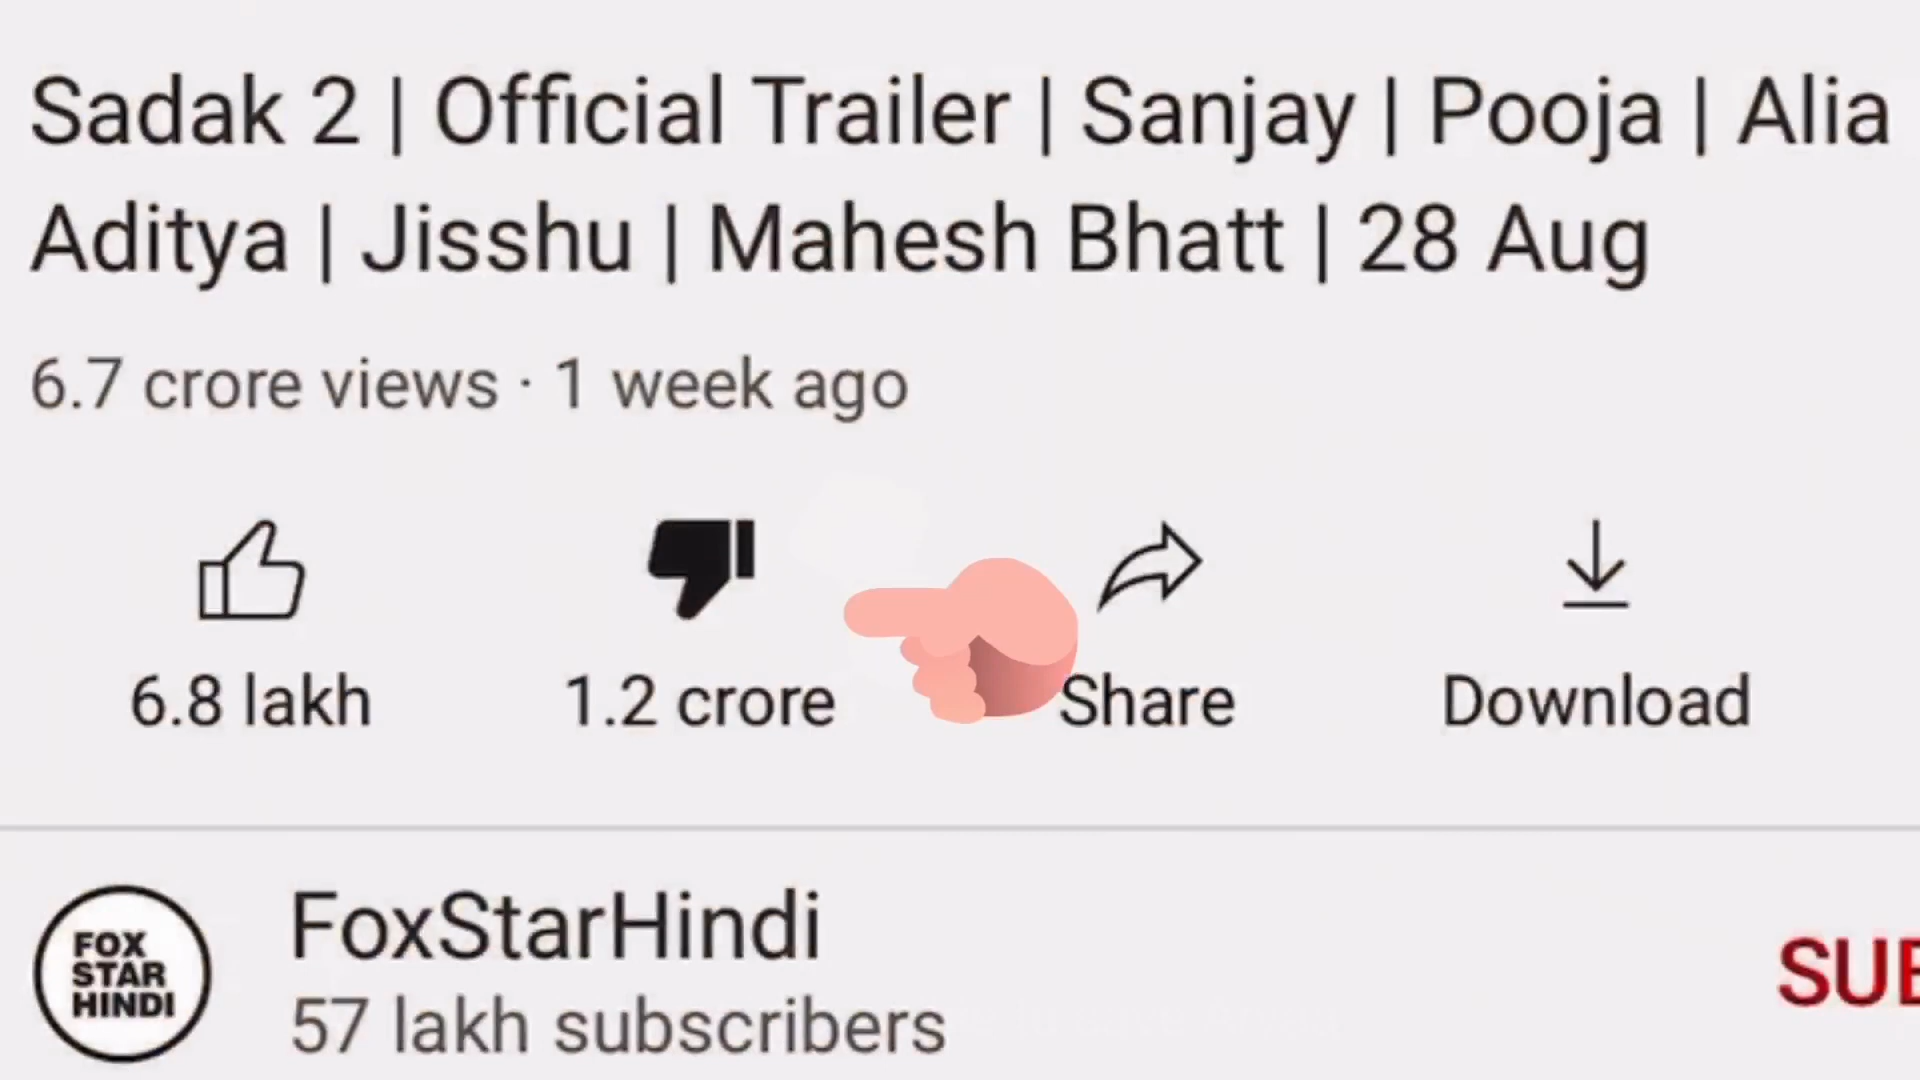 Sadak 2 | Official Trailer | Sanjay | Pooja | Alia
Aditya | Jisshu | Mahesh Bhatt | 28 Aug
6.7 crore views · 1 week ago
6.8 lakh
1.2 crore
Share
Download
FOX
STAR
HINDI
FoxStarHindi
57 lakh subscribers
SUB